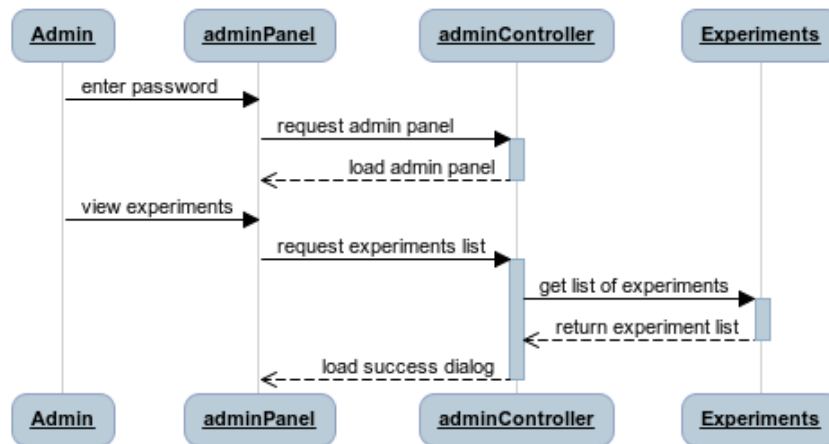 Admin
adminPanel
adminController
Experiments
enter password
request admin panel
load admin panel
view experiments
request experiments list
get list of experiments
return experiment list
load success dialog
Admin
adminPanel
adminController
Experiments